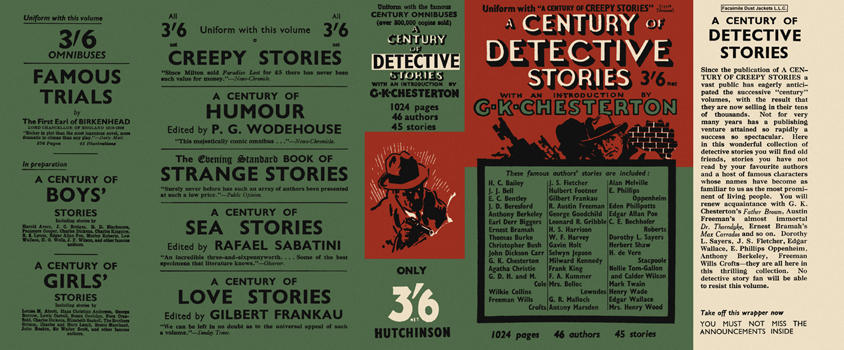 Uniform with this volume
3/6
OMNIBUSES
FAMOUS
TRIALS
by
The First Earl of BIRKENHEAD
LORD CHANCELLOR OF ENGLAND 1919-1922
576 Pages
In preparation
A CENTURY OF
BOYS'
STORIES
Including stories by
A CENTURY OF
GIRLS'
STORIES
Including stories by
All
3/6
net
Uniform with this volume
All
3/6
net
CREEPY STORIES
"Since Milton sold Paradise Lost for £5 there has never been
such value for money."—News-Chronicle.
A CENTURY OF
HUMOUR
Edited by P. G. WODEHOUSE
"This majestically comic omnibus . . ."—News-Chronicle.
The Evening Standard BOOK OF
STRANGE STORIES
"Surely never before has such an array of authors been presented
at such a low price."—Public Opinion.
A CENTURY OF
SEA STORIES
Edited by RAFAEL SABATINI
"An incredible three-and-sixpennyworth. . . . Some of the best
specimens that literature knows."—Observer.
A CENTURY OF
LOVE STORIES
Edited by GILBERT FRANKAU
"We can be left in no doubt as to the universal appeal of such
a volume."—Sunday Times.
Uniform with the famous
CENTURY OMNIBUSES
(over 800,000 copies sold)
A
CENTURY
OF
DETECTIVE
STORIES
WITH AN INTRODUCTION BY
G·K·CHESTERTON
1024 pages
46 authors
45 stories
ONLY
3/6
NET
HUTCHINSON
Uniform with "A CENTURY OF CREEPY STORIES"
A CENTURY OF
DETECTIVE
STORIES 3/6 net
WITH AN INTRODUCTION BY
G·K·CHESTERTON
These famous authors' stories are included:
H. C. Bailey
J. J. Bell
E. C. Bentley
J. D. Beresford
Anthony Berkeley
Earl Derr Biggers
Ernest Bramah
Thomas Burke
Christopher Bush
John Dickson Carr
G. K. Chesterton
Agatha Christie
G. D. H. and M.
Cole
Wilkie Collins
Freeman Wills
Crofts
J. S. Fletcher
Hulbert Footner
Gilbert Frankau
R. Austin Freeman
George Goodchild
Leonard R. Gribble
H. S. Harrison
W. F. Harvey
Gavin Holt
Selwyn Jepson
Milward Kennedy
Frank King
F. A. Kummer
Mrs. Belloc
Lowndes
G. R. Malloch
Anthony Marsden
Alan Melville
E. Phillips
Oppenheim
Eden Phillpotts
Edgar Allan Poe
E. C. Bechhofer
Roberts
Dorothy L. Sayers
Herbert Shaw
H. de Vere
Stacpoole
Nellie Tom-Gallon
and Calder Wilson
Mark Twain
Henry Wade
Edgar Wallace
Mrs. Henry Wood
1024 pages 46 authors 45 stories
Facsimile Dust Jackets L.L.C.
A CENTURY OF
DETECTIVE
STORIES
Since the publication of A CEN-
TURY OF CREEPY STORIES a
vast public has eagerly antici-
pated the successive "century"
volumes, with the result that
they are now selling in their tens
of thousands. Not for very
many years has a publishing
venture attained so rapidly a
success so spectacular. Here
in this wonderful collection of
detective stories you will find old
friends, stories you have not
read by your favourite authors
and a host of famous characters
whose names have become as
familiar to us as the most promi-
nent of living people. You will
renew acquaintance with G. K.
Chesterton's Father Brown, Austin
Freeman's almost immortal
Dr. Thorndyke, Ernest Bramah's
Max Carrados and so on. Dorothy
L. Sayers, J. S. Fletcher, Edgar
Wallace, E. Phillips Oppenheim,
Anthony Berkeley, Freeman
Wills Crofts—they are all here in
this thrilling collection. No
detective story fan will be able
to resist this volume.
Take off this wrapper now
YOU MUST NOT MISS THE
ANNOUNCEMENTS INSIDE